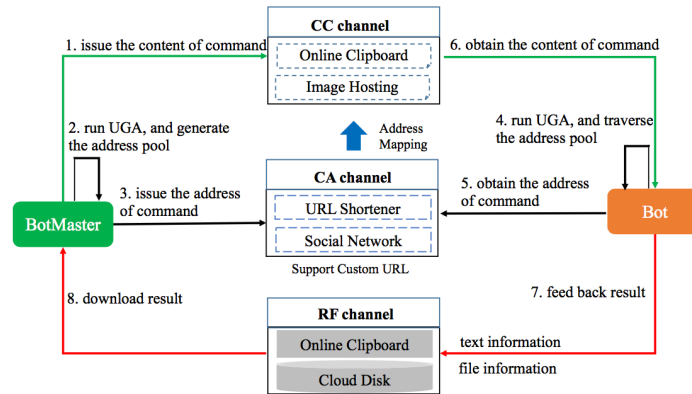 CC channel
1. issue the content of command
6. obtain the content of command
Online Clipboard
Image Hosting
2. run UGA, and generate
the address pool
4. run UGA, and traverse
the address pool
Address
Mapping
CA channel
3. issue the address
of command
5. obtain the address
of command
URL Shortener
BotMaster
Bot
Social Network
Support Custom URL
8. download result
7. feed back result
RF channel
Online Clipboard
text information
file information
Cloud Disk